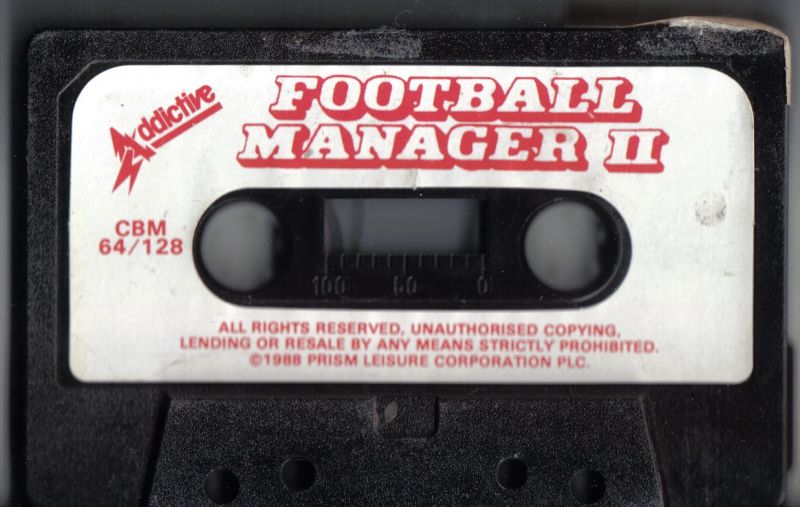 Addictive
FOOTBALL
MANAGER II
CBM
64/128
100 50 0
ALL RIGHTS RESERVED, UNAUTHORISED COPYING,
LENDING OR RESALE BY ANY MEANS STRICTLY PROHIBITED.
©1988 PRISM LEISURE CORPORATION PLC.